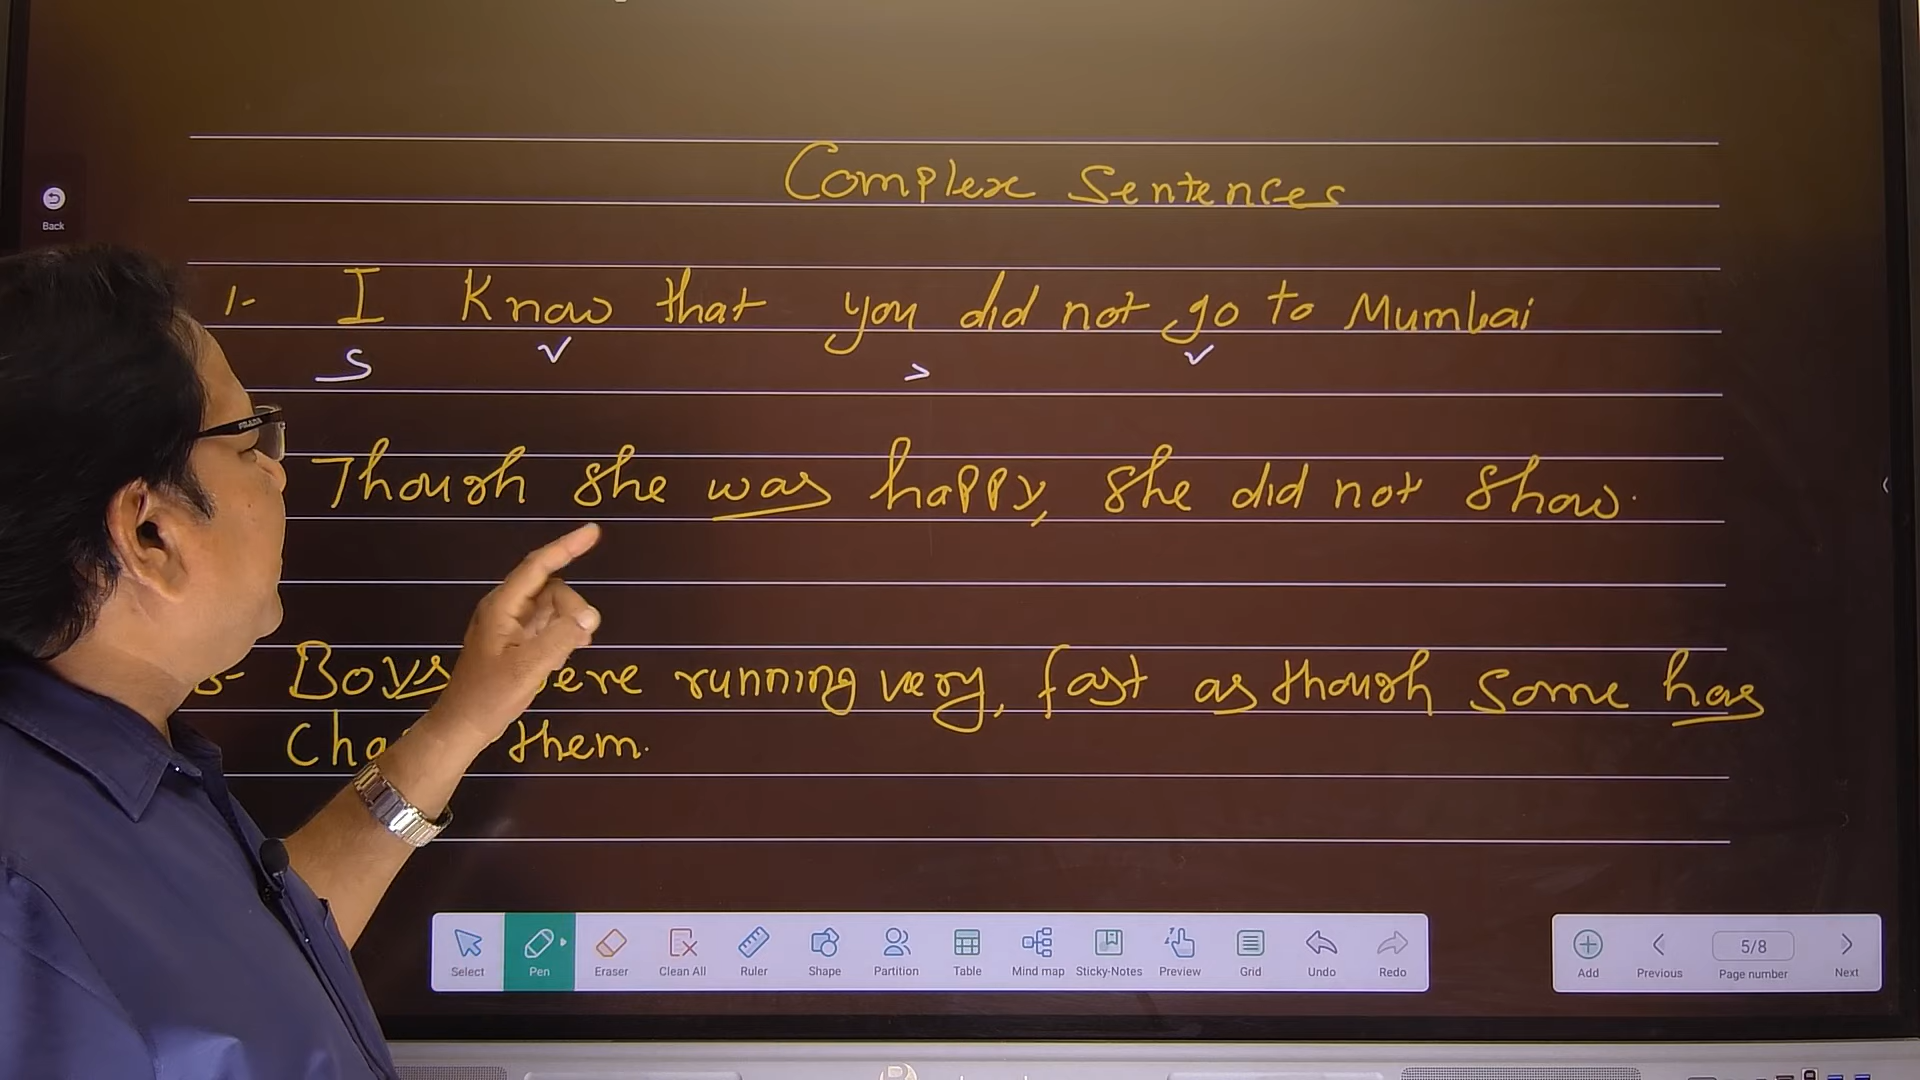 Complex Sentences
Back
1- I Know that you did not go to Mumbai
S V > V
PRADA
Though she was happy, she did not show.
Boys were running very, fast as though some has
them.
Select Pen Eraser Clean All Ruler Shape Partition Table Mind map Sticky-Notes Preview Grid Undo Redo
5/8
Add Previous Page number Next